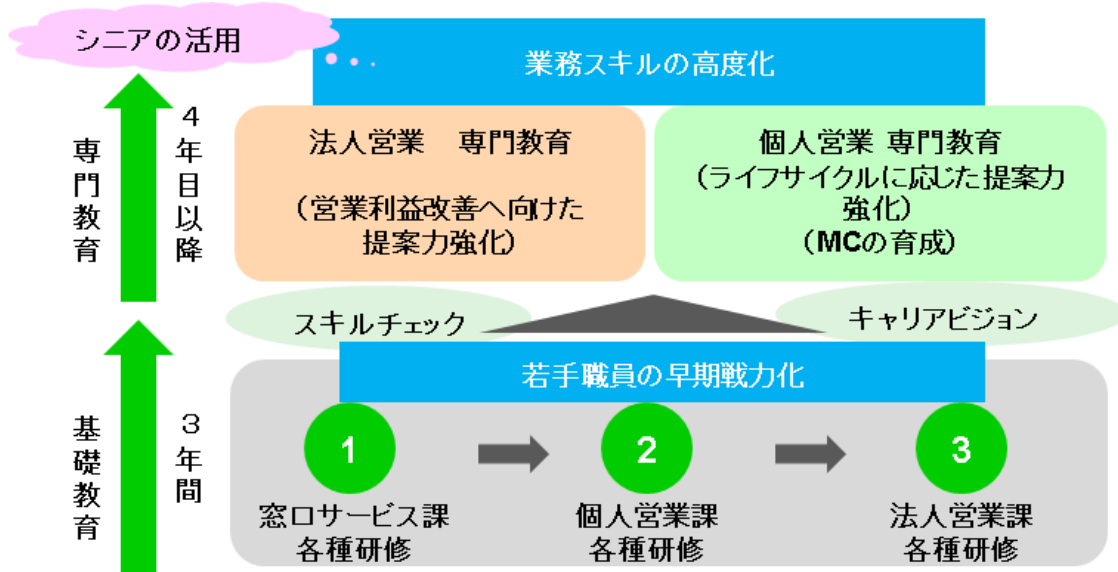 シニアの活用
業務スキルの高度化
専門教育
４年目以降
法人営業　専門教育
（営業利益改善へ向けた
提案力強化）
個人営業 専門教育
（ライフサイクルに応じた提案力
強化）
（MCの育成）
スキルチェック
キャリアビジョン
若手職員の早期戦力化
基礎教育
３年間
1
2
3
窓口サービス課
各種研修
個人営業課
各種研修
法人営業課
各種研修